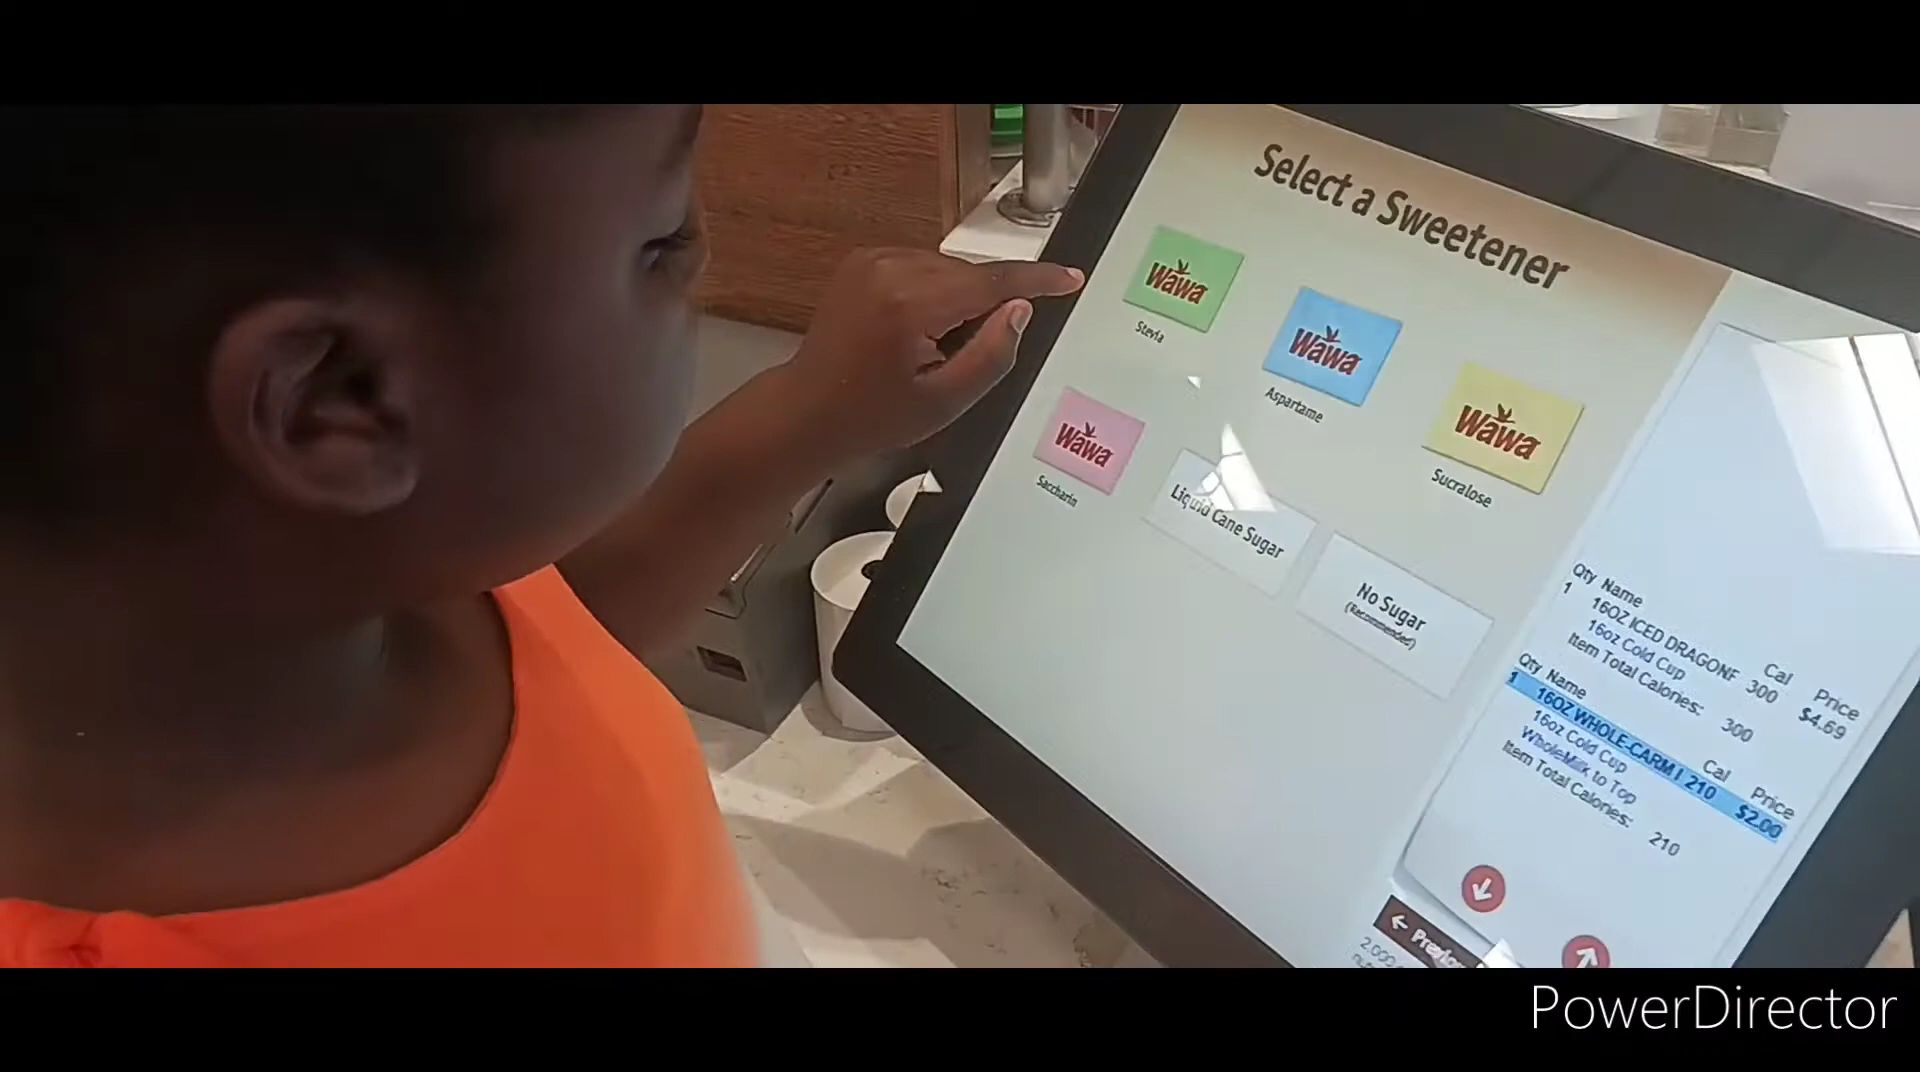 Select a Sweetener
Wawa
Stevia
Wawa
Aspartame
Wawa
Sucralose
Wawa
Saccharin
Liquid Cane Sugar
No Sugar
(Recommended)
Qty Name Cal Price
1 16OZ ICED DRAGONF 300 $4.69
16oz Cold Cup
Item Total Calories: 300
Qty Name Cal Price
1 16OZ WHOLE-CARM I 210 $2.00
16oz Cold Cup
WholeMilk to Top
Item Total Calories: 210
2,000
PowerDirector